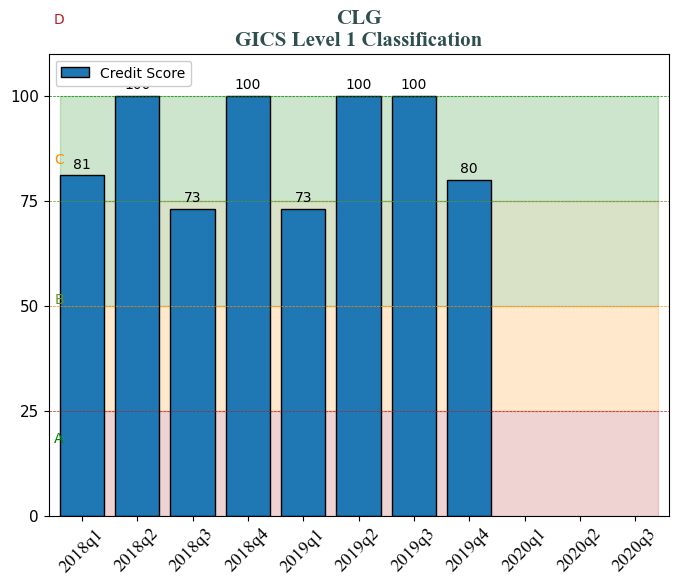 D
CLG
GICS Level 1 Classification
Credit Score
100
75
50
25
0
C
B
A
81
100
73
100
73
100
100
80
2018q1
2018q2
2018q3
2018q4
2019q1
2019q2
2019q3
2019q4
2020q1
2020q2
2020q3